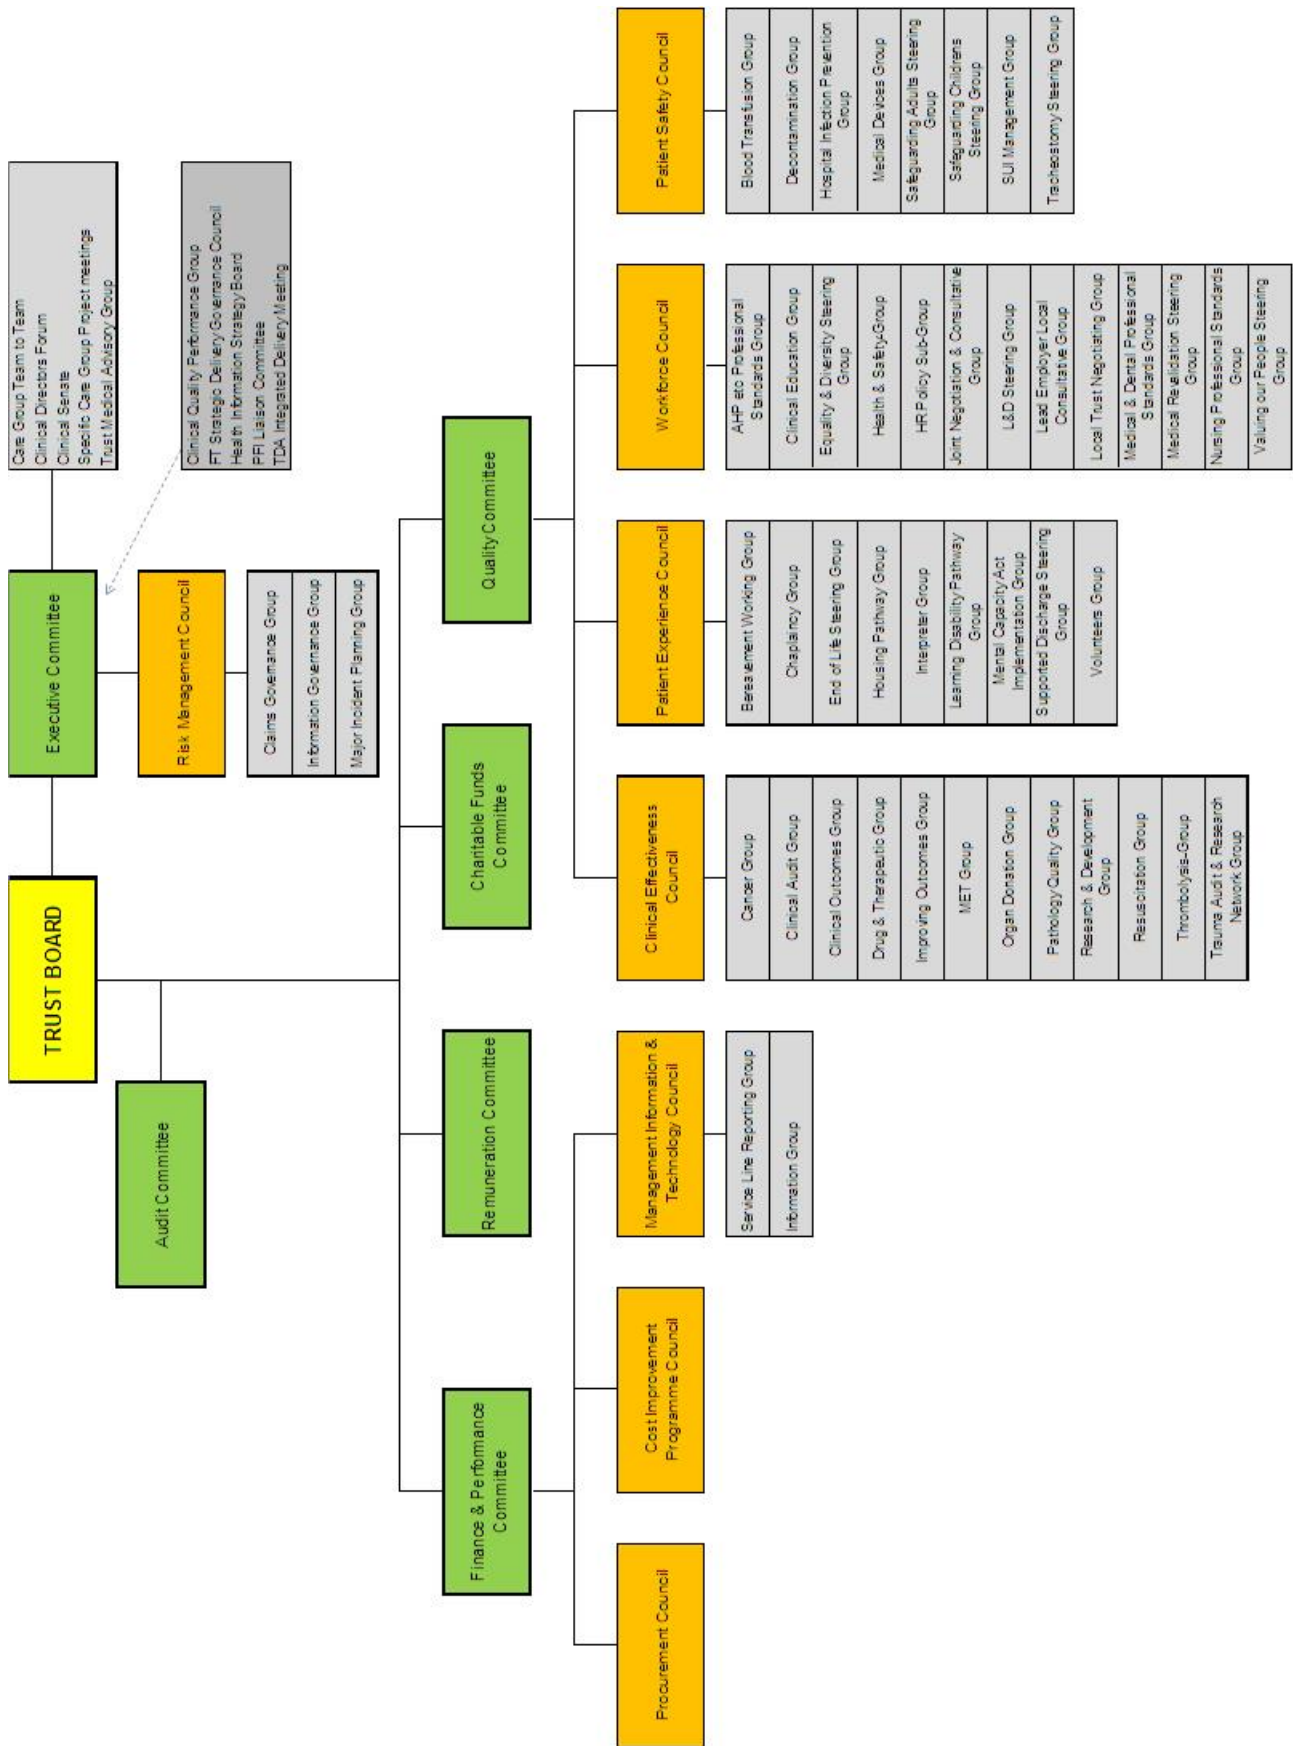 TRUST BOARD
Executive Committee
Care Group Team to Team
Clinical Directors Forum
Clinical Senate
Specific Care Group Project meetings
Trust Medical Advisory Group
Clinical Quality Performance Group
FT Strategic Delivery Governance Council
Health Information Strategy Board
PFI Liaison Committee
TDA Integrated Delivery Meeting
Audit Committee
Risk Management Council
Claims Governance Group
Information Governance Group
Major Incident Planning Group
Finance & Performance
Committee
Remuneration Committee
Charitable Funds
Committee
Quality Committee
Procurement Council
Cost Improvement
Programme Council
Management Information &
Technology Council
Service Line Reporting Group
Information Group
Clinical Effectiveness
Council
Cancer Group
Clinical Audit Group
Clinical Outcomes Group
Drug & Therapeutic Group
Improving Outcomes Group
MET Group
Organ Donation Group
Pathology Quality Group
Research & Development
Group
Resuscitation Group
Thrombolysis-Group
Trauma Audit & Research
Network Group
Patient Experience Council
Bereavement Working Group
Chaplaincy Group
End of Life Steering Group
Housing Pathway Group
Interpreter Group
Learning Disability Pathway
Group
Mental Capacity Act
Implementation Group
Supported Discharge Steering
Group
Volunteers Group
Workforce Council
AHP etc Professional
Standards Group
Clinical Education Group
Equality & Diversity Steering
Group
Health & Safety-Group
HR Policy Sub-Group
Joint Negotiation & Consultative
Group
L&D Steering Group
Lead Employer Local
Consultative Group
Local Trust Negotiating Group
Medical & Dental Professional
Standards Group
Medical Revalidation Steering
Group
Nursing Professional Standards
Group
Valuing our People Steering
Group
Patient Safety Council
Blood Transfusion Group
Decontamination Group
Hospital Infection Prevention
Group
Medical Devices Group
Safeguarding Adults Steering
Group
Safeguarding Childrens
Steering Group
SUI Management Group
Tracheostomy Steering Group